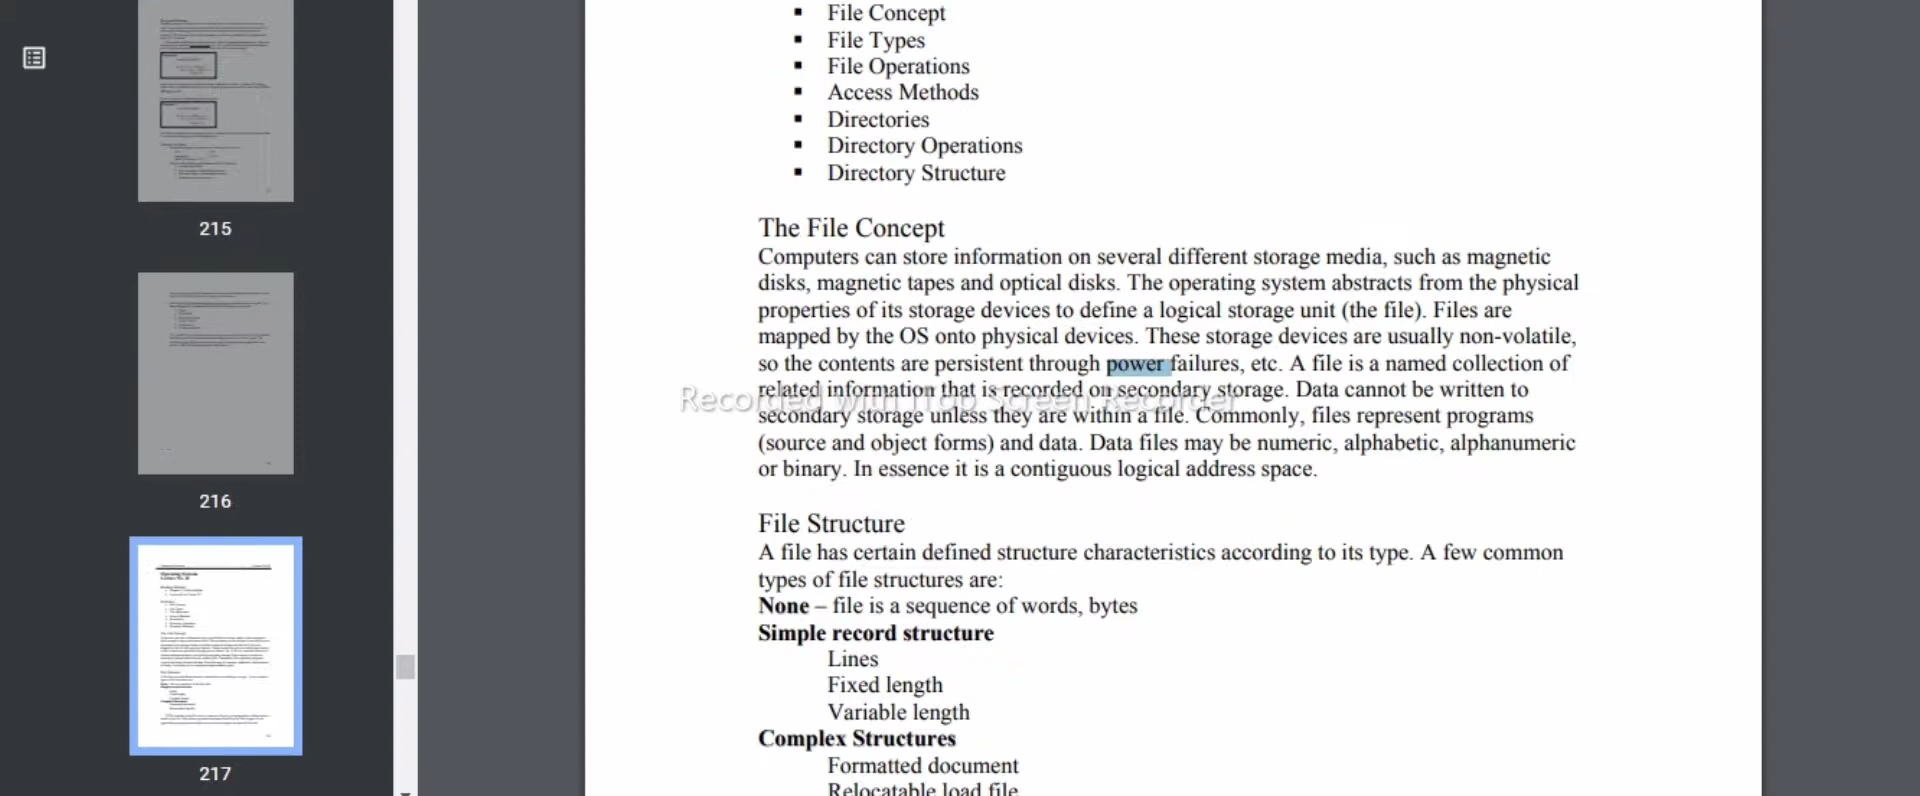 File Concept
File Types
File Operations
Access Methods
Directories
Directory Operations
Directory Structure
The File Concept
Computers can store information on several different storage media, such as magnetic
disks, magnetic tapes and optical disks. The operating system abstracts from the physical
properties of its storage devices to define a logical storage unit (the file). Files are
mapped by the OS onto physical devices. These storage devices are usually non-volatile,
so the contents are persistent through power failures, etc. A file is a named collection of
related information that is recorded on secondary storage. Data cannot be written to
Recorded with iTop Screen Recorder
secondary storage unless they are within a file. Commonly, files represent programs
(source and object forms) and data. Data files may be numeric, alphabetic, alphanumeric
or binary. In essence it is a contiguous logical address space.
File Structure
A file has certain defined structure characteristics according to its type. A few common
types of file structures are:
None – file is a sequence of words, bytes
Simple record structure
Lines
Fixed length
Variable length
Complex Structures
Formatted document
Relocatable load file
215
216
217